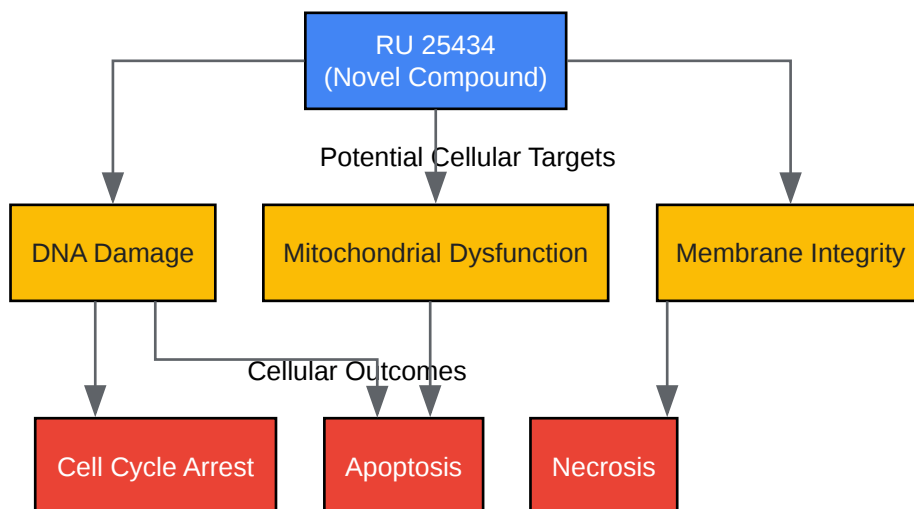 RU 25434
(Novel Compound)
Potential Cellular Targets
DNA Damage
Mitochondrial Dysfunction
Membrane Integrity
Cellular Outcomes
Cell Cycle Arrest
Apoptosis
Necrosis